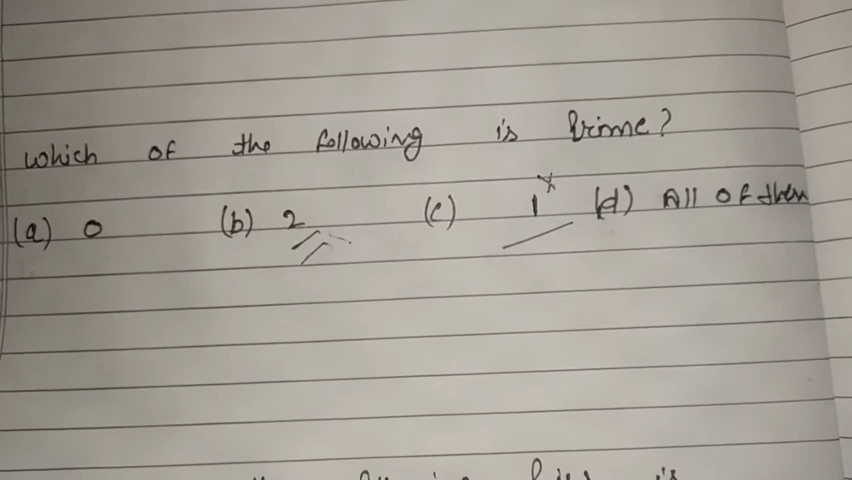 which of the following is Prime?
(a) 0 (b) 2 (c) 1 (d) All of them